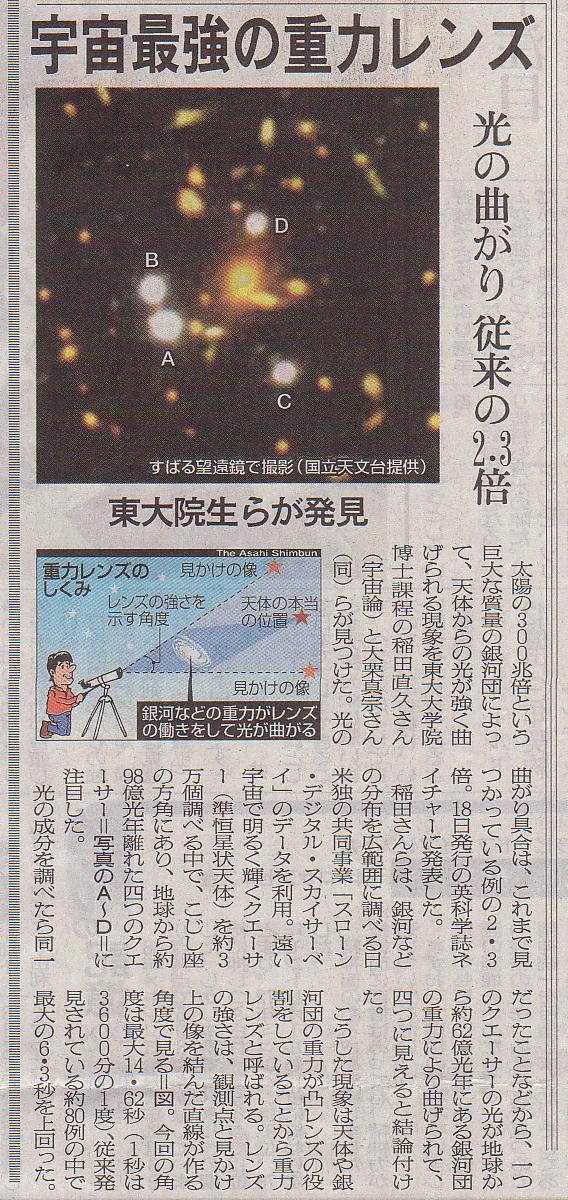 宇宙最強の重力レンズ
光の曲がり 従来の2.3倍
D
B
A
C
すばる望遠鏡で撮影(国立天文台提供)
東大院生らが発見
The Asahi Shimbun
重力レンズの
しくみ
見かけの像
レンズの強さを
示す角度
天体の本当
の位置
見かけの像
銀河などの重力がレンズ
の働きをして光が曲がる
太陽の300兆倍という
巨大な質量の銀河団によっ
て、天体からの光が強く曲
げられる現象を東大大学院
博士課程の稲田直久さん
(宇宙論)と大栗真宗さん
(同)らが見つけた。光の
曲がり具合は、これまで見
つかっている例の2・3
倍。18日発行の英科学誌ネ
イチャーに発表した。
稲田さんらは、銀河など
の分布を広範囲に調べる日
米独の共同事業「スローン
・デジタル・スカイサーベ
イ」のデータを利用。遠い
宇宙で明るく輝くクエーサ
ー(準恒星状天体)を約3
万個調べる中で、こじし座
の方角にあり、地球から約
98億光年離れた四つのクエ
ーサー=写真のA〜D=に
注目した。
光の成分を調べたら同一
だったことなどから、一つ
のクエーサーの光が地球か
ら約62億光年にある銀河団
の重力により曲げられて、
四つに見えると結論付け
た。
こうした現象は天体や銀
河団の重力が凸レンズの役
割をしていることから重力
レンズと呼ばれる。レンズ
の強さは、観測点と見かけ
上の像を結んだ直線が作る
角度で見る=図。今回の角
度は最大14・62秒(1秒は
3600分の1度)、従来発
見されている約80例の中で
最大の6・3秒を上回った。